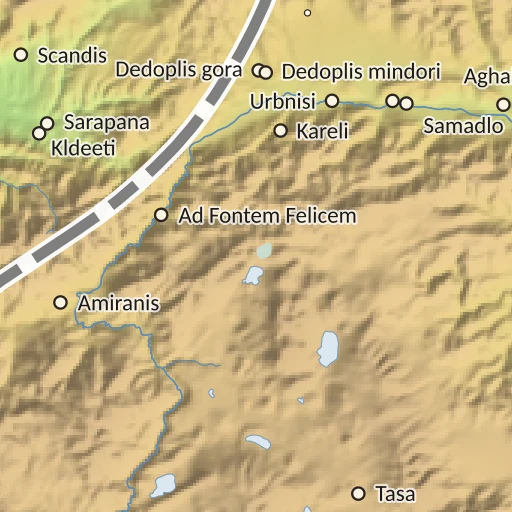 Scandis
Dedoplis gora
Dedoplis mindori
Agha
Urbnisi
Sarapana
Kareli
Samadlo
Kldeeti
Ad Fontem Felicem
Amiranis
Tasa